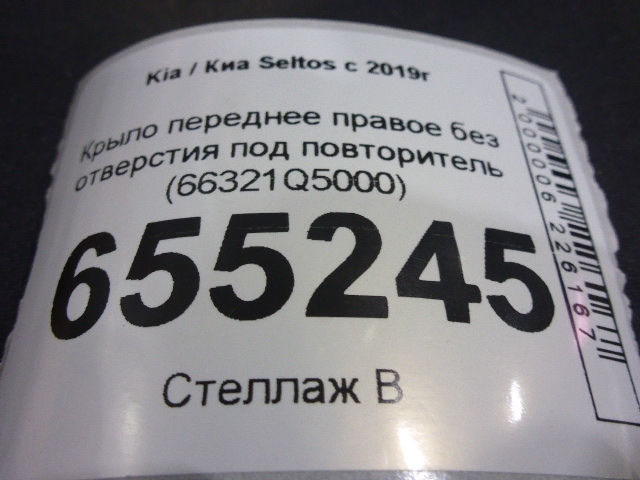 Kia / Киа Seltos с 2019г
Крыло переднее правое без
отверстия под повторитель
(66321Q5000)
655245
Стеллаж В
2000006226167